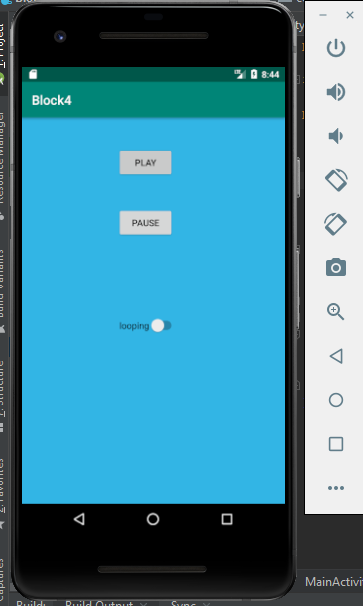 8:44
Block4
PLAY
PAUSE
looping
1: Project
Resource Manager
Build Variants
Z: Structure
2: Favorites
Captures
MainActivi
Build:
Build Output
Sync